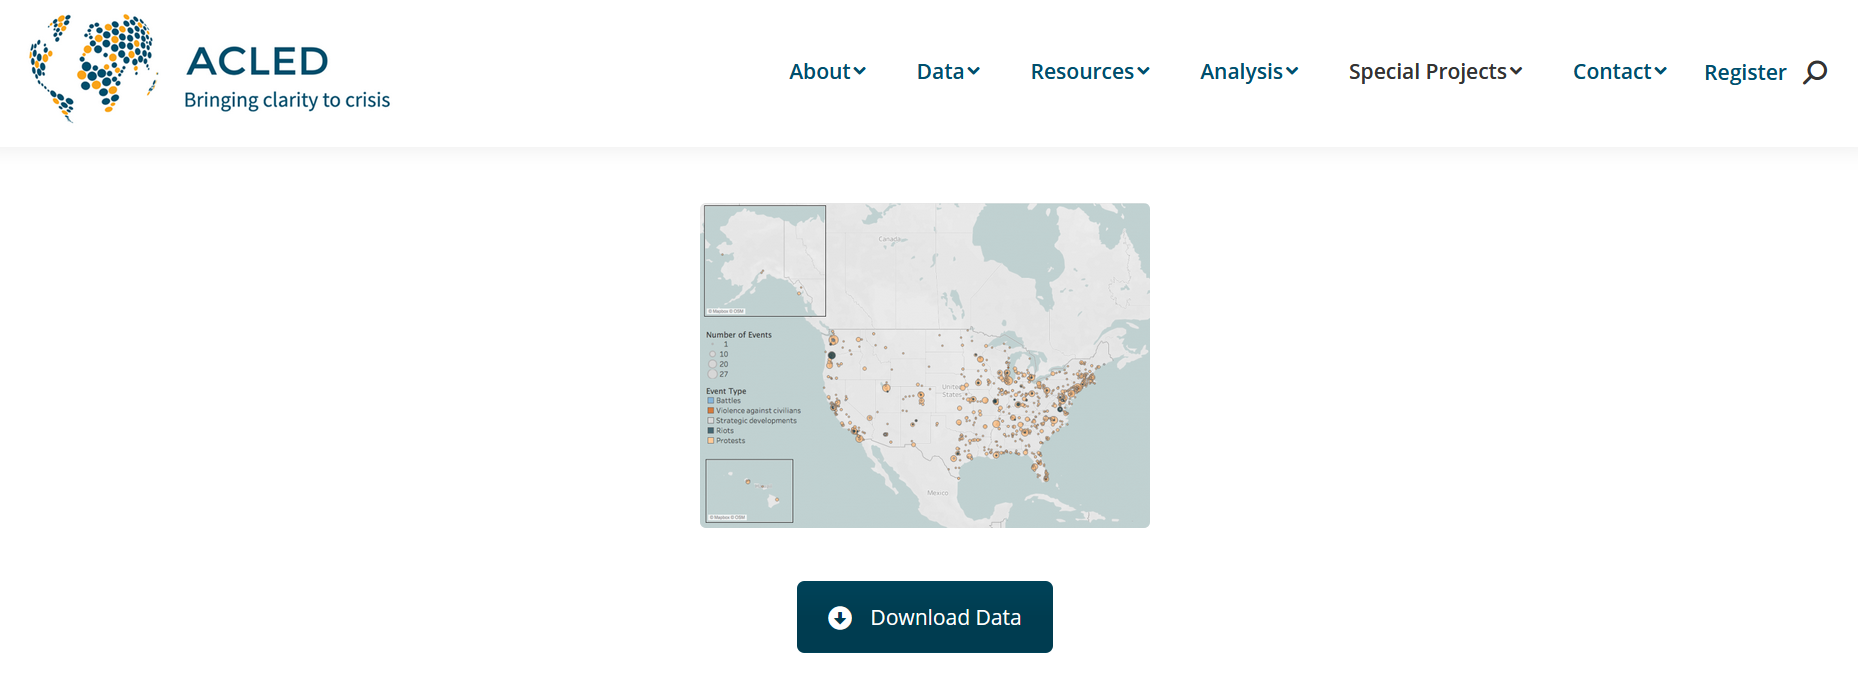 ACLED
Bringing clarity to crisis
About
Data
Resources
Analysis
Special Projects
Contact
Register
Canada
© Mapbox © OSM
Number of Events
1
10
20
27
Event Type
Battles
Violence against civilians
Strategic developments
Riots
Protests
United
States
Mexico
© Mapbox © OSM
Download Data